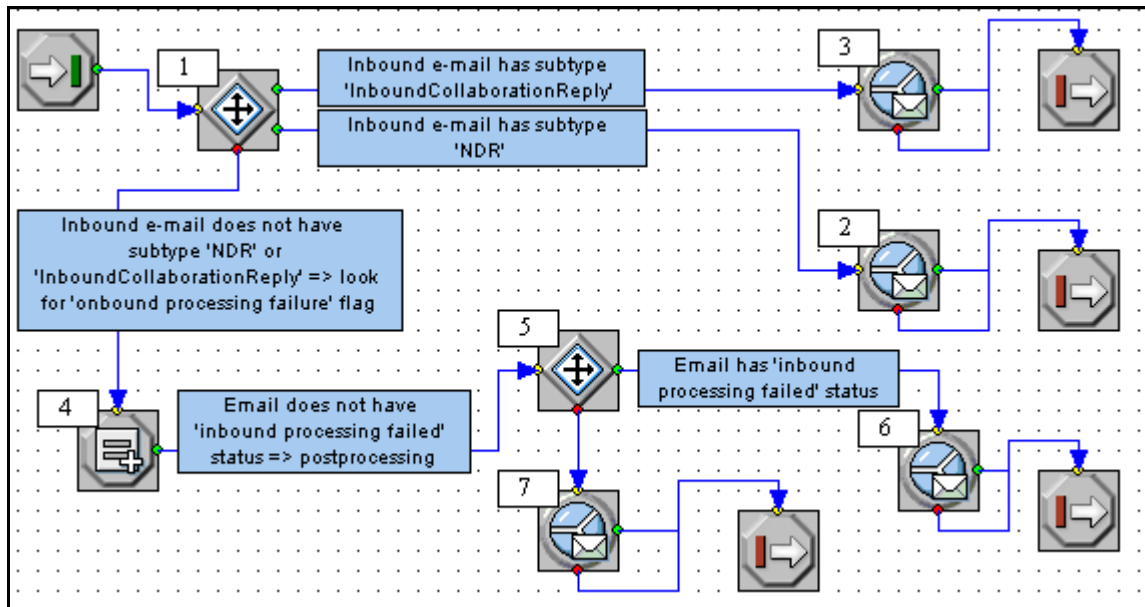 1
Inbound e-mail has subtype
'InboundCollaborationReply'
3
Inbound e-mail has subtype
'NDR'
Inbound e-mail does not have
subtype 'NDR' or
'InboundCollaborationReply' => look
for 'onbound processing failure' flag
2
5
Email has 'inbound
processing failed' status
4
Email does not have
'inbound processing failed'
status => postprocessing
6
7